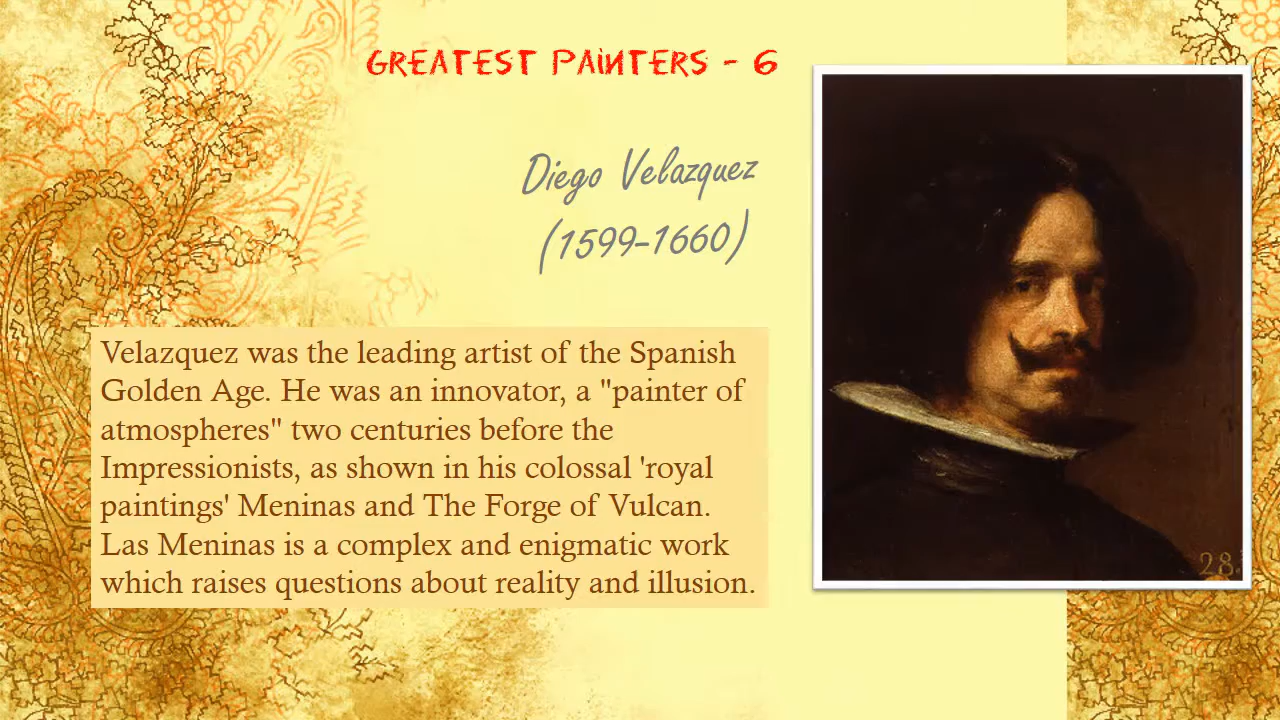 GREATEST PAINTERS - 6
Diego Velazquez
(1599-1660)
Velazquez was the leading artist of the Spanish
Golden Age. He was an innovator, a "painter of
atmospheres" two centuries before the
Impressionists, as shown in his colossal 'royal
paintings' Meninas and The Forge of Vulcan.
Las Meninas is a complex and enigmatic work
which raises questions about reality and illusion.
28.